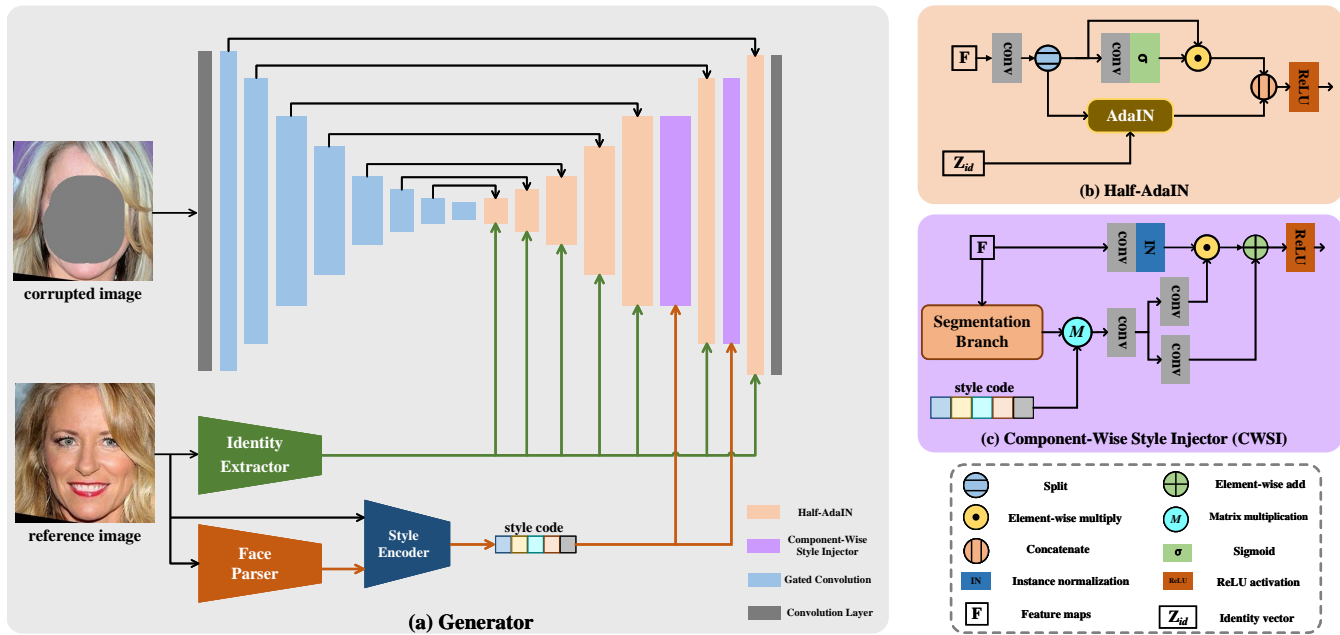 corrupted image
reference image
Identity
Extractor
Face
Parser
Style
Encoder
style code
Half-AdaIN
Component-Wise
Style Injector
Gated Convolution
Convolution Layer
(a) Generator
F
conv
conv
σ
AdaIN
ReLU
Z_id
(b) Half-AdaIN
F
conv
IN
ReLU
Segmentation
Branch
M
conv
conv
conv
style code
(c) Component-Wise Style Injector (CWSI)
Split
Element-wise add
Element-wise multiply
M
Matrix multiplication
Concatenate
σ
Sigmoid
IN
Instance normalization
ReLU
ReLU activation
F
Feature maps
Z_id
Identity vector